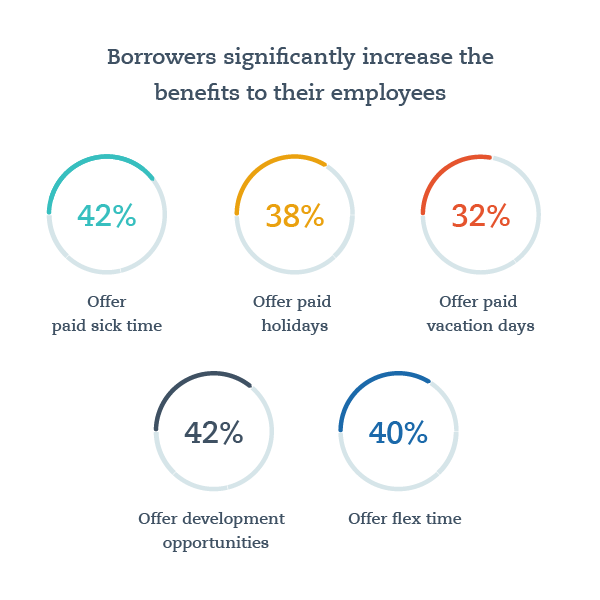 Borrowers significantly increase the
benefits to their employees
42%
Offer
paid sick time
38%
Offer paid
holidays
32%
Offer paid
vacation days
42%
Offer development
opportunities
40%
Offer flex time